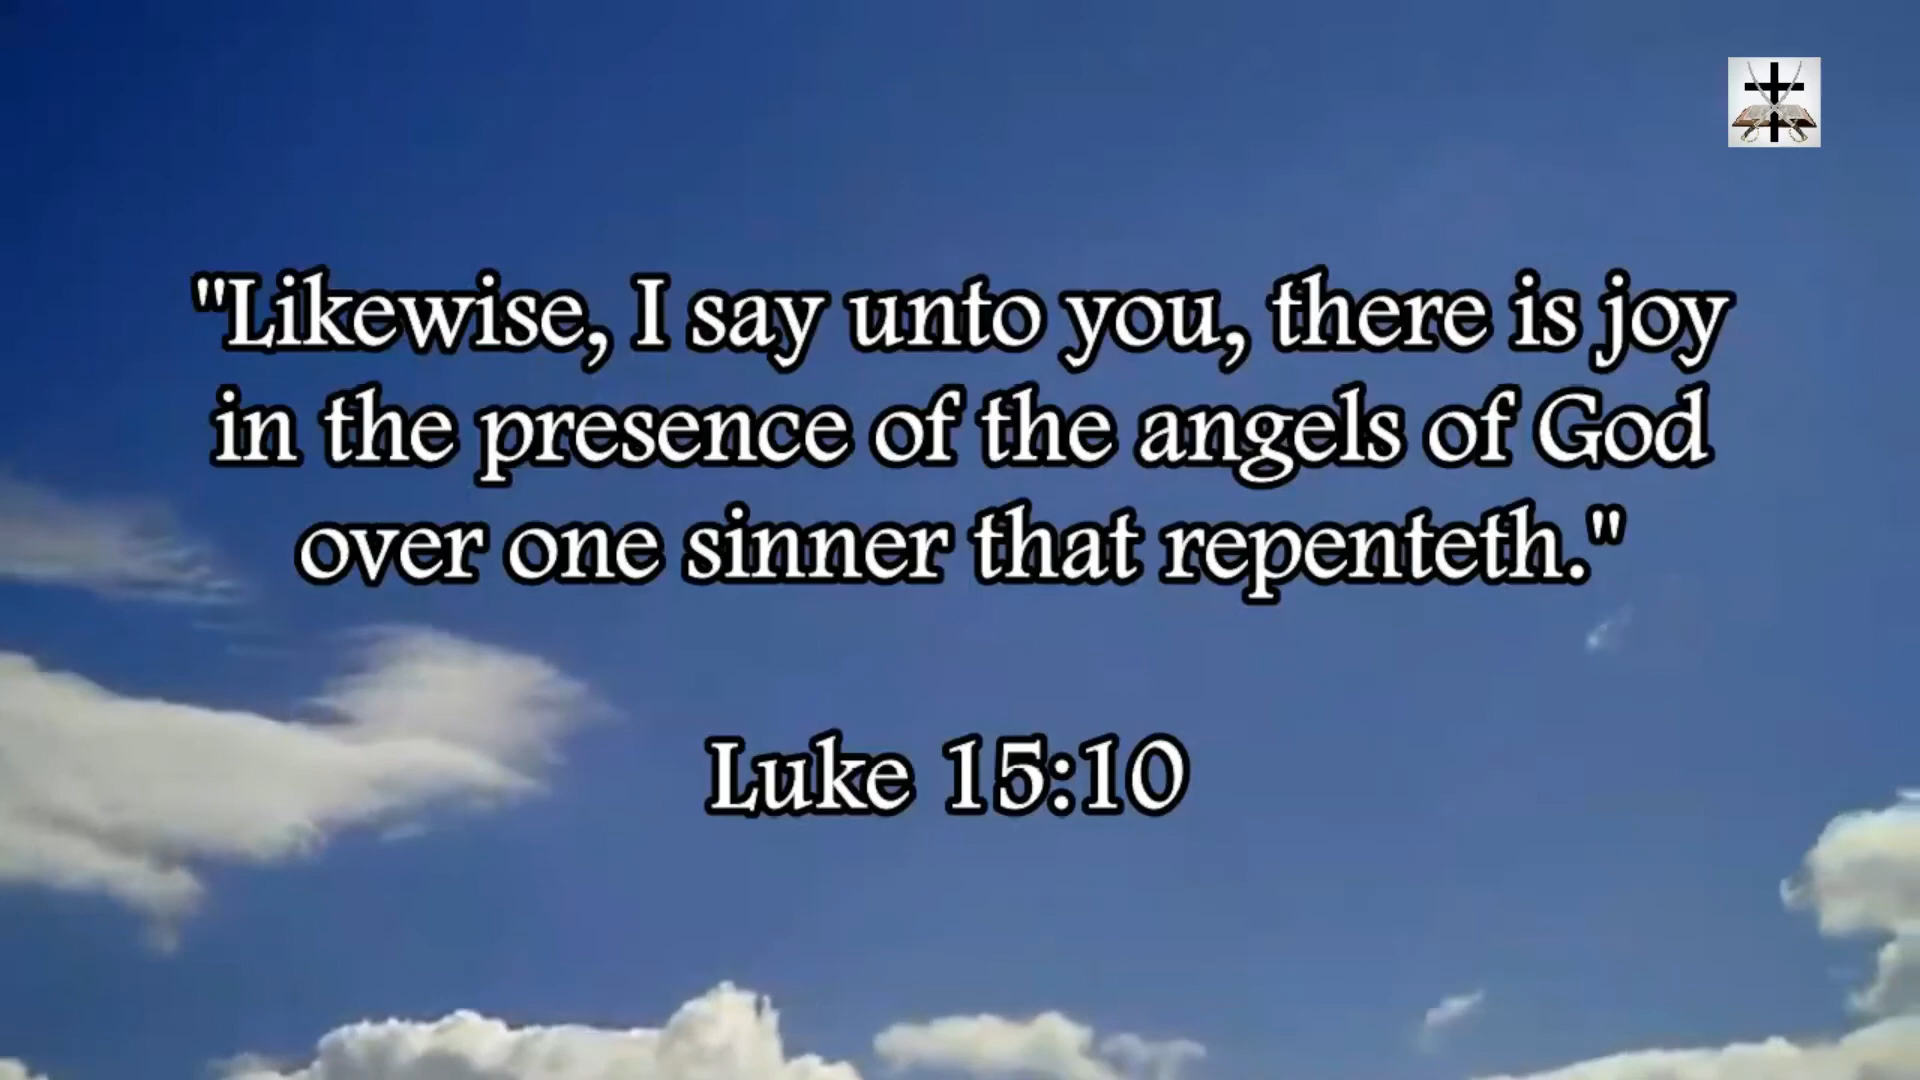 "Likewise, I say unto you, there is joy
in the presence of the angels of God
over one sinner that repenteth."
Luke 15:10